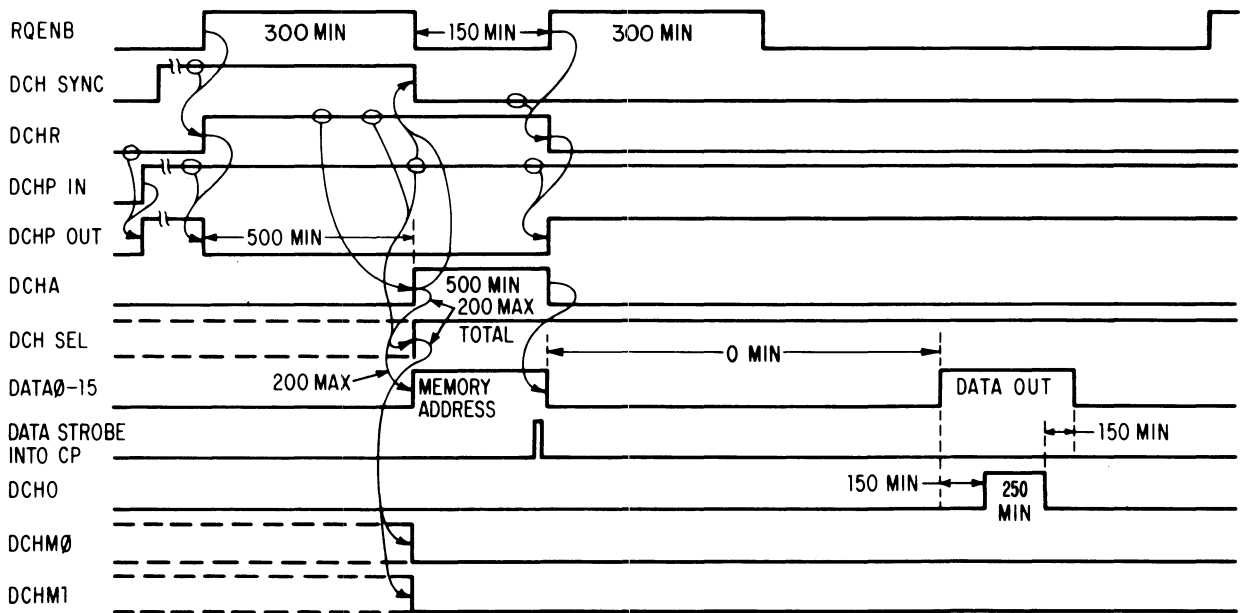 RQENB
300 MIN
150 MIN
300 MIN
DCH SYNC
DCHR
DCHP IN
DCHP OUT
500 MIN
DCHA
500 MIN
200 MAX
DCH SEL
TOTAL
0 MIN
200 MAX
DATAØ-15
MEMORY
ADDRESS
DATA OUT
DATA STROBE
INTO CP
150 MIN
150 MIN
DCHO
250
MIN
DCHMØ
DCHM1